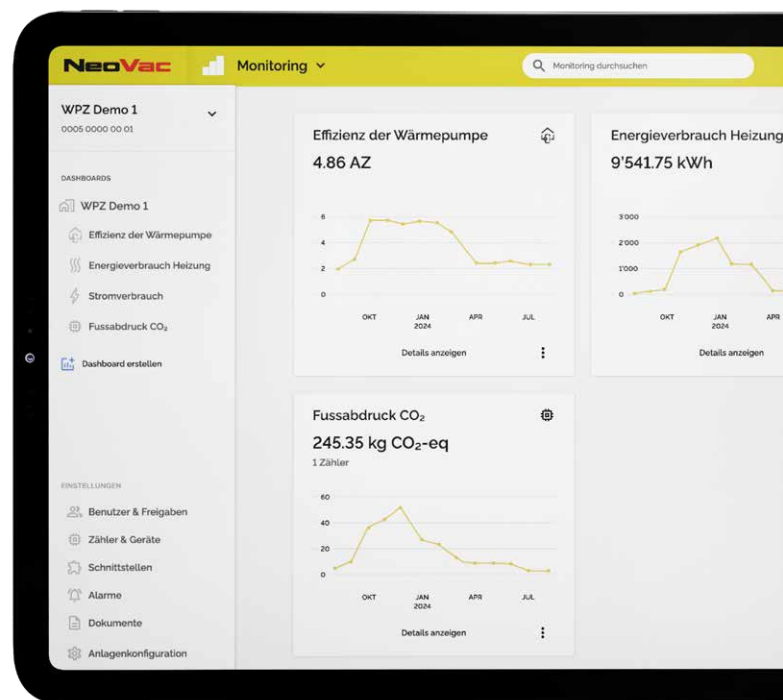 NeoVac
Monitoring
Monitoring durchsuchen
WPZ Demo 1
0005 0000 00 01
DASHBOARDS
WPZ Demo 1
Effizienz der Wärmepumpe
Energieverbrauch Heizung
Stromverbrauch
Fussabdruck CO₂
Dashboard erstellen
EINSTELLUNGEN
Benutzer & Freigaben
Zähler & Geräte
Schnittstellen
Alarme
Dokumente
Anlagenkonfiguration
Effizienz der Wärmepumpe
4.86 AZ
6
4
2
0
OKT JAN APR JUL
2024
Details anzeigen
Energieverbrauch Heizung
9'541.75 kWh
3'000
2'000
1'000
0
OKT JAN APR
2024
Details anzeigen
Fussabdruck CO₂
245.35 kg CO₂-eq
1 Zähler
60
40
20
0
OKT JAN APR JUL
2024
Details anzeigen